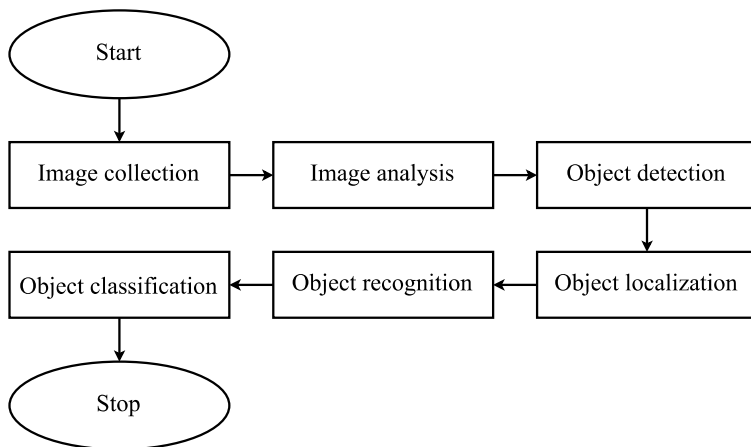 Start
Image collection
Image analysis
Object detection
Object localization
Object recognition
Object classification
Stop